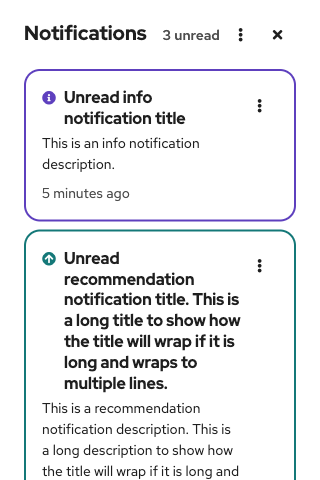 Notifications 3 unread
Unread info
notification title
This is an info notification
description.
5 minutes ago
Unread
recommendation
notification title. This is
a long title to show how
the title will wrap if it is
long and wraps to
multiple lines.
This is a recommendation
notification description. This is
a long description to show how
the title will wrap if it is long and